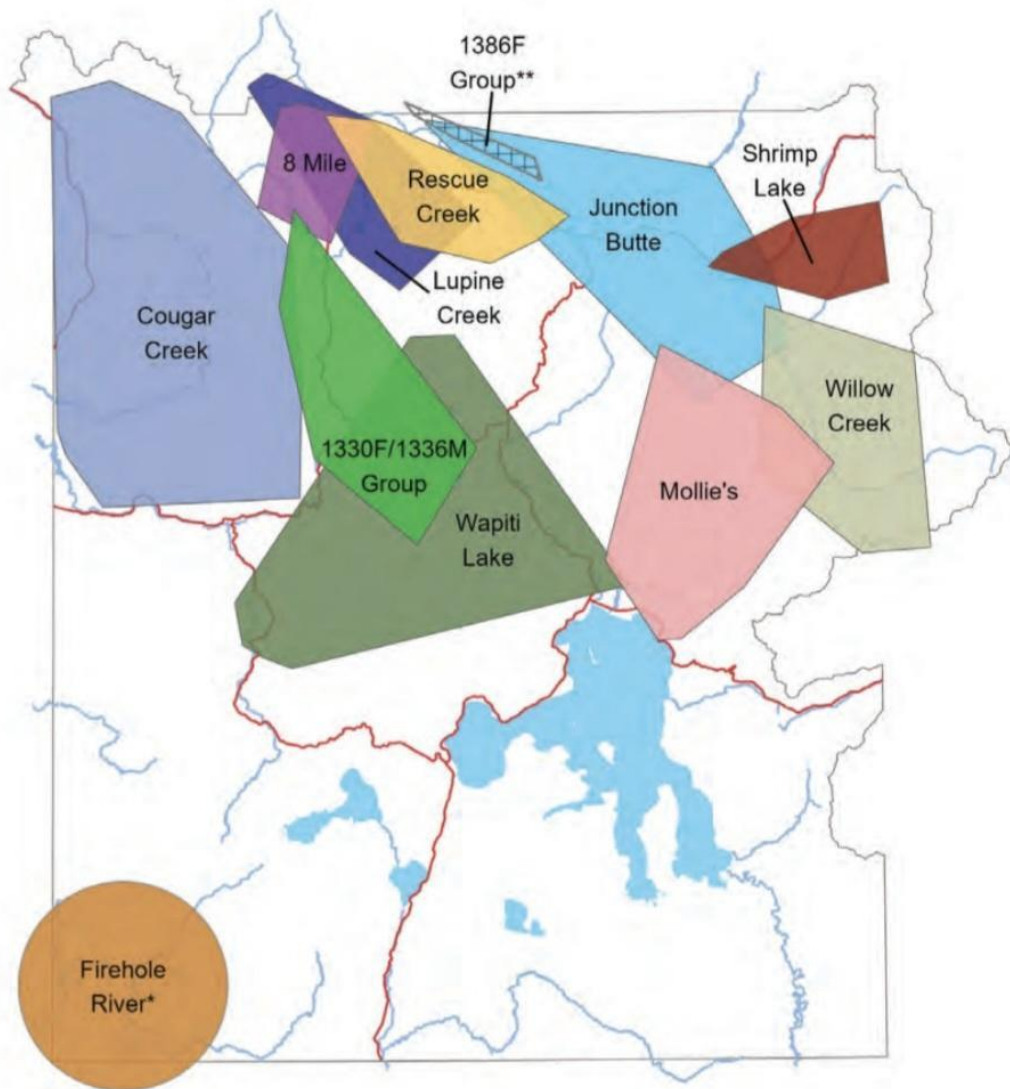 1386F
Group**
8 Mile
Rescue
Creek
Shrimp
Lake
Junction
Butte
Lupine
Creek
Cougar
Creek
Willow
Creek
1330F/1336M
Group
Mollie's
Wapiti
Lake
Firehole
River*